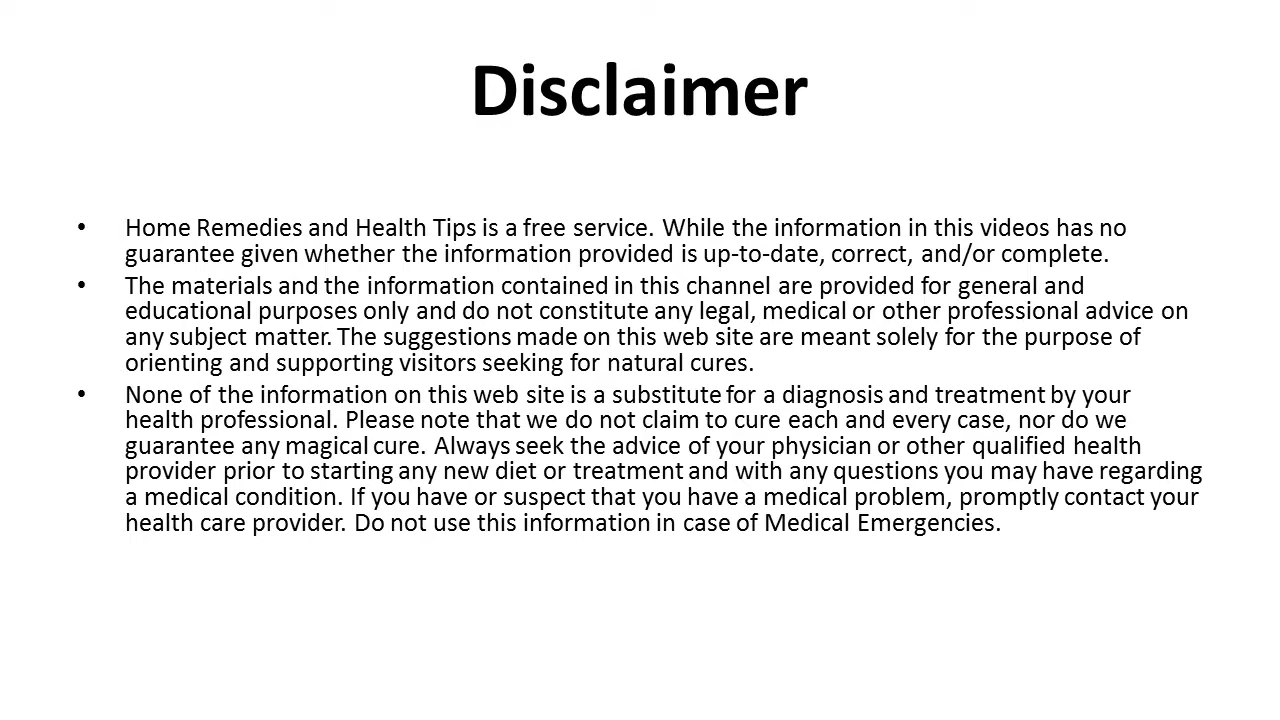 Disclaimer
• Home Remedies and Health Tips is a free service. While the information in this videos has no
guarantee given whether the information provided is up-to-date, correct, and/or complete.
• The materials and the information contained in this channel are provided for general and
educational purposes only and do not constitute any legal, medical or other professional advice on
any subject matter. The suggestions made on this web site are meant solely for the purpose of
orienting and supporting visitors seeking for natural cures.
• None of the information on this web site is a substitute for a diagnosis and treatment by your
health professional. Please note that we do not claim to cure each and every case, nor do we
guarantee any magical cure. Always seek the advice of your physician or other qualified health
provider prior to starting any new diet or treatment and with any questions you may have regarding
a medical condition. If you have or suspect that you have a medical problem, promptly contact your
health care provider. Do not use this information in case of Medical Emergencies.